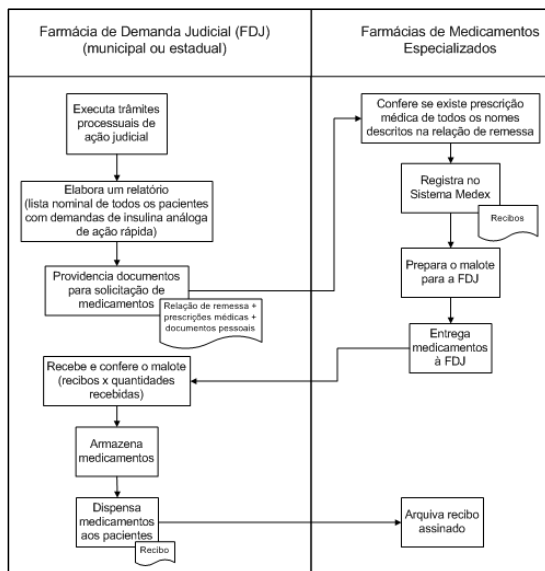 Farmácia de Demanda Judicial (FDJ)
(municipal ou estadual)
Farmácias de Medicamentos
Especializados
Executa trâmites
processuais de
ação judicial
Elabora um relatório
(lista nominal de todos os pacientes
com demandas de insulina análoga
de ação rápida)
Providencia documentos
para solicitação de
medicamentos
Relação de remessa +
prescrições médicas +
documentos pessoais
Confere se existe prescrição
médica de todos os nomes
descritos na relação de remessa
Registra no
Sistema Medex
Recibos
Prepara o malote
para a FDJ
Entrega
medicamentos
à FDJ
Recebe e confere o malote
(recibos x quantidades
recebidas)
Armazena
medicamentos
Dispensa
medicamentos
aos pacientes
Recibo
Arquiva recibo
assinado